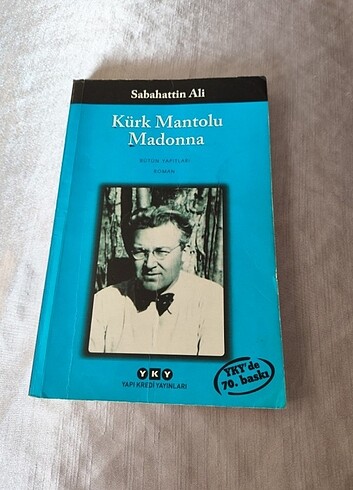 Sabahattin Ali
Kürk Mantolu
Madonna
BÜTÜN YAPITLARI
ROMAN
YKY
YAPI KREDİ YAYINLARI
YKY'de
70. baskı